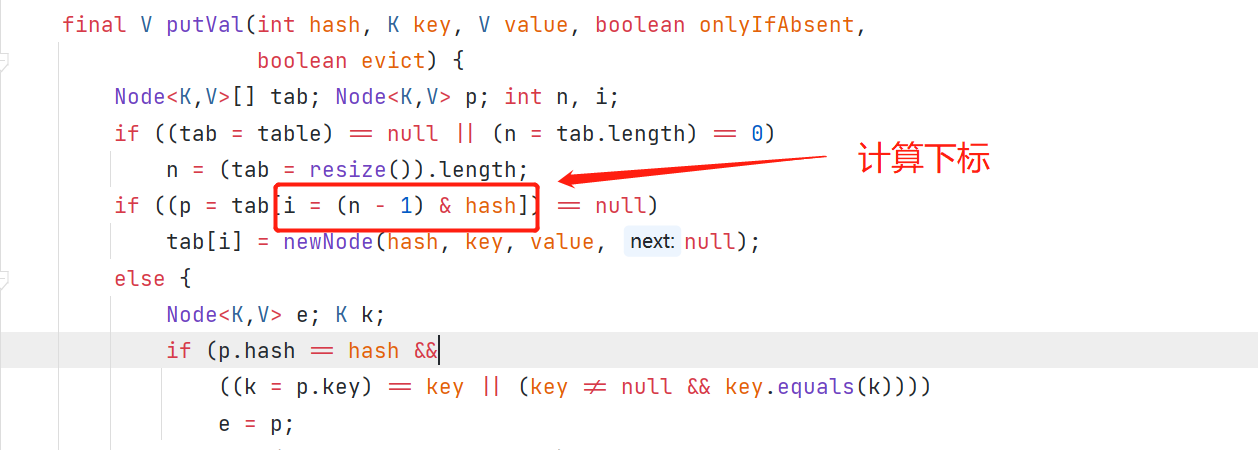 final V putVal(int hash, K key, V value, boolean onlyIfAbsent,
boolean evict) {
Node<K,V>[] tab; Node<K,V> p; int n, i;
if ((tab = table) == null || (n = tab.length) == 0)
n = (tab = resize()).length;
计算下标
if ((p = tab[i = (n - 1) & hash]) == null)
tab[i] = newNode(hash, key, value, next: null);
else {
Node<K,V> e; K k;
if (p.hash == hash &&
((k = p.key) == key || (key != null && key.equals(k))))
e = p;